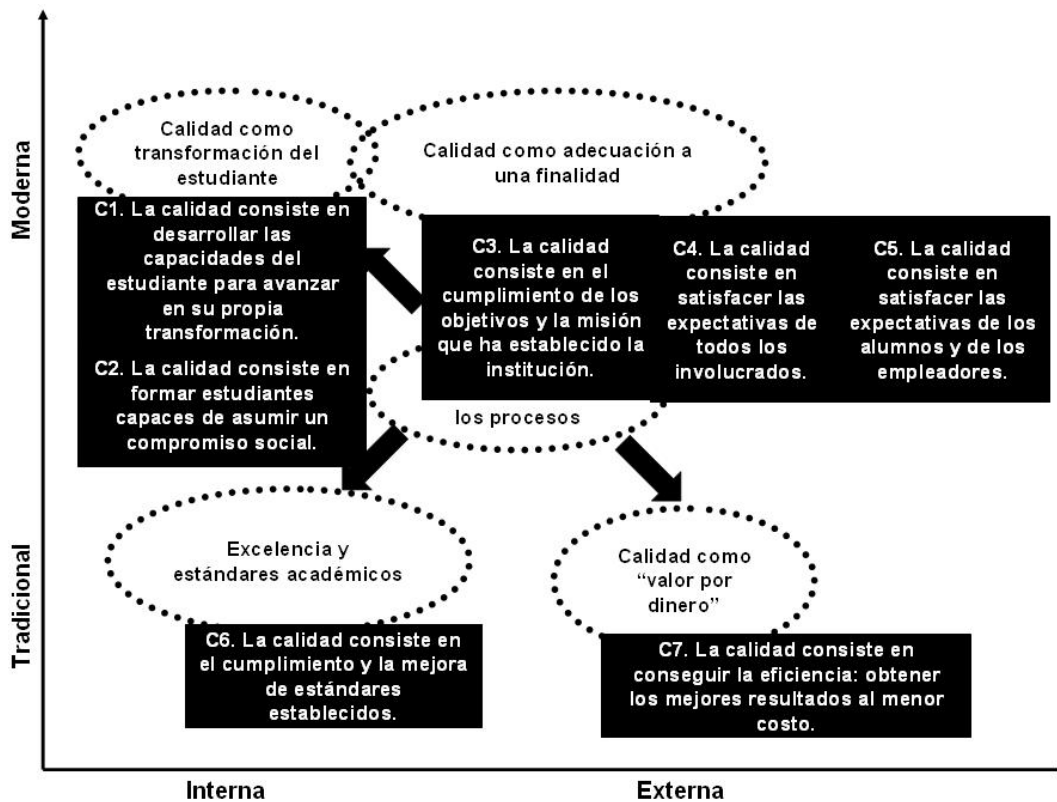 Moderna
Calidad como
transformación del
estudiante
Calidad como adecuación a
una finalidad
C1. La calidad consiste en
desarrollar las
capacidades del
estudiante para avanzar
en su propia
transformación.
C2. La calidad consiste en
formar estudiantes
capaces de asumir un
compromiso social.
C3. La calidad
consiste en el
cumplimiento de los
objetivos y la misión
que ha establecido la
institución.
C4. La calidad
consiste en
satisfacer las
expectativas de
todos los
involucrados.
C5. La calidad
consiste en
satisfacer las
expectativas de los
alumnos y de los
empleadores.
los procesos
Tradicional
Excelencia y
estándares académicos
Calidad como
“valor por
dinero”
C6. La calidad consiste en
el cumplimiento y la mejora
de estándares
establecidos.
C7. La calidad consiste en
conseguir la eficiencia: obtener
los mejores resultados al menor
costo.
Interna
Externa